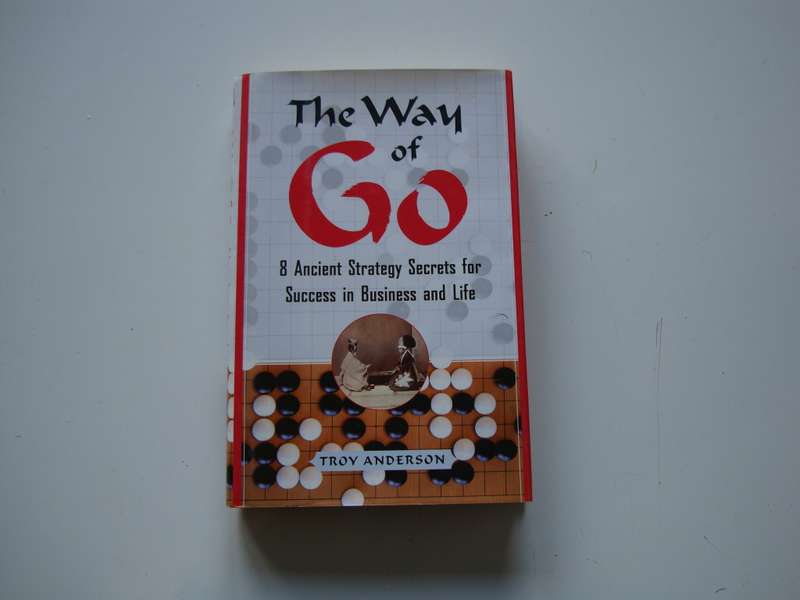 The Way
of
Go
8 Ancient Strategy Secrets for
Success in Business and Life
TROY ANDERSON